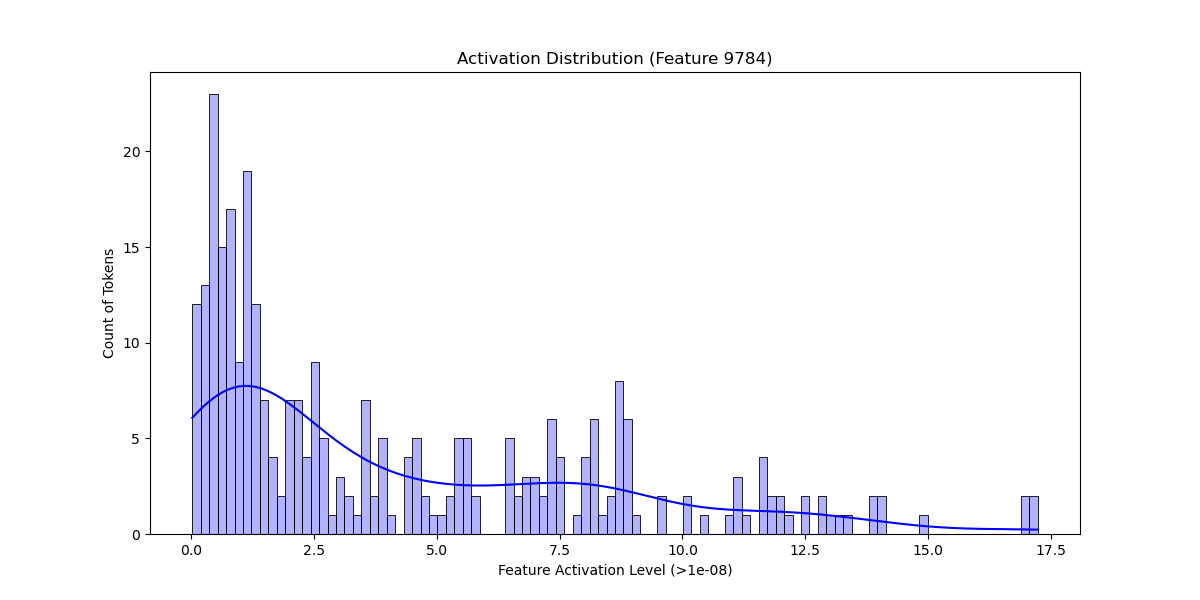 Activation Distribution (Feature 9784)
Count of Tokens
20
15
10
5
0
0.0 2.5 5.0 7.5 10.0 12.5 15.0 17.5
Feature Activation Level (>1e-08)